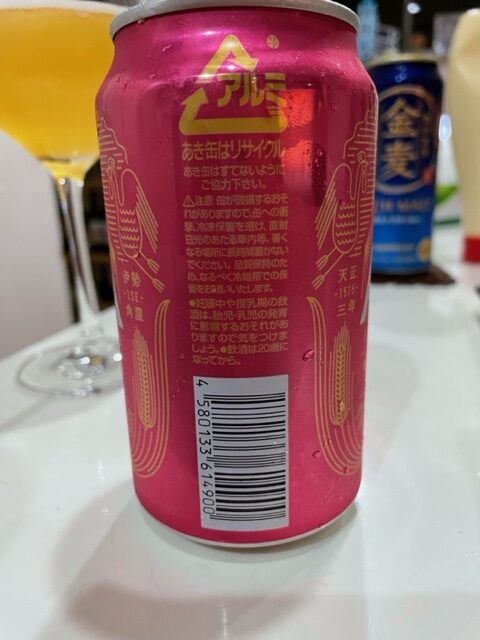 アルミ
あき缶はリサイクル
あき缶はすてないように
ご協力下さい。
⚠注意 缶が破損するおそ
れがありますので、缶への衝
撃、冷凍保管を避け、直射
日光のあたる車内等、暑く
なる場所に長時間置かない
でください。品質保持のた
め、なるべく冷暗所での保
管をお願いいたします。
●妊娠中や授乳期の飲
酒は、胎児・乳児の発育
に影響するおそれがあ
りますので気をつけま
しょう。●飲酒は20歳に
なってから。
伊勢
-ISE-
角屋
天正
-1575-
三年
4 580133 614900
金麦